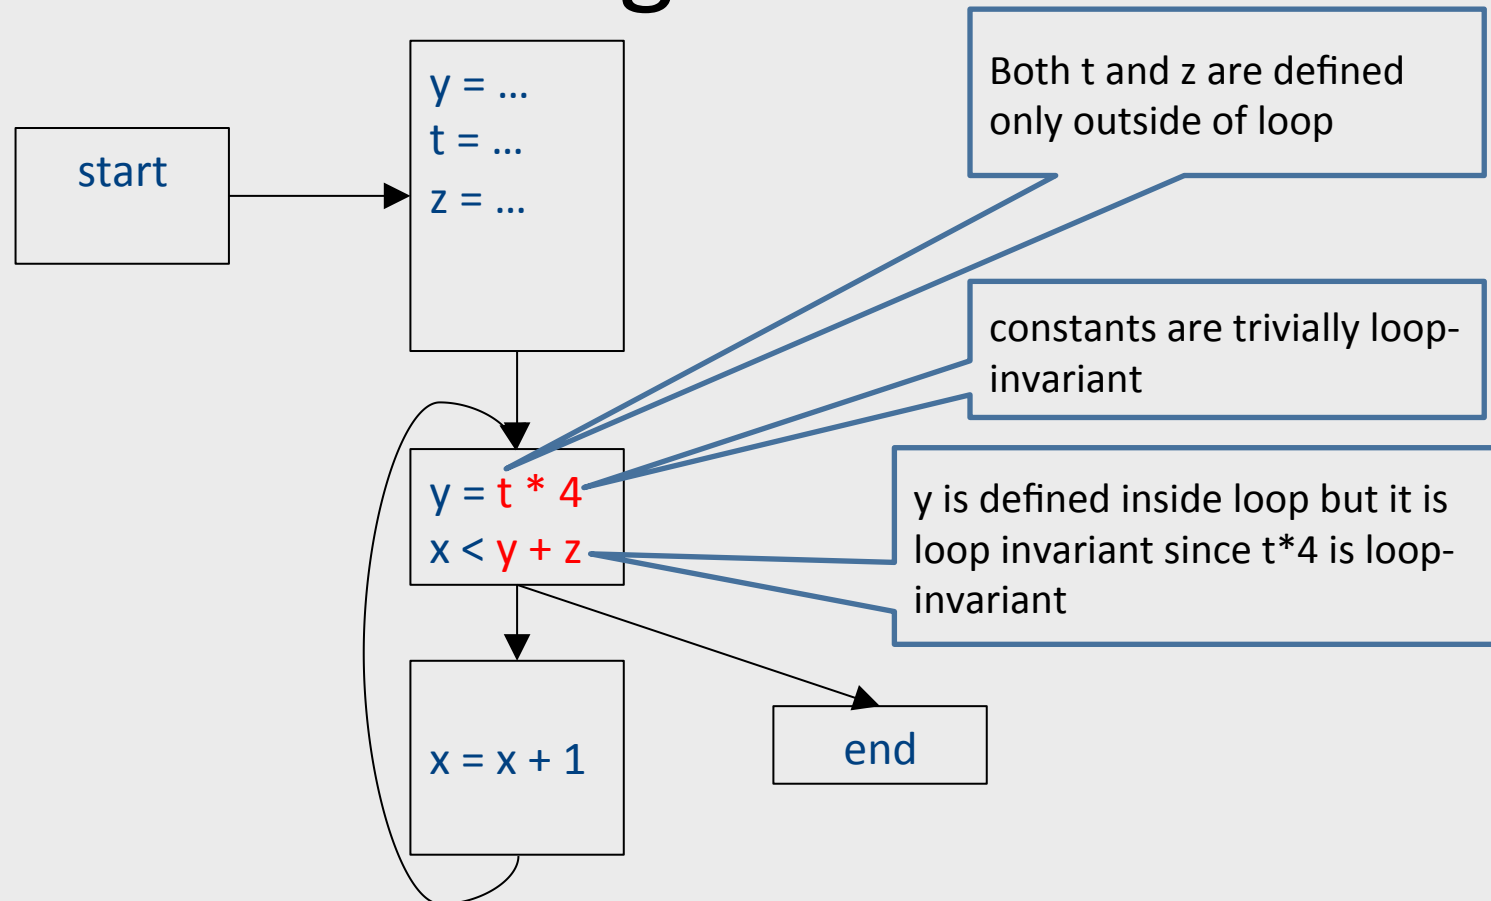 start
y = ...
t = ...
z = ...
Both t and z are defined
only outside of loop
constants are trivially loop-
invariant
y = t * 4
x < y + z
y is defined inside loop but it is
loop invariant since t*4 is loop-
invariant
x = x + 1
end